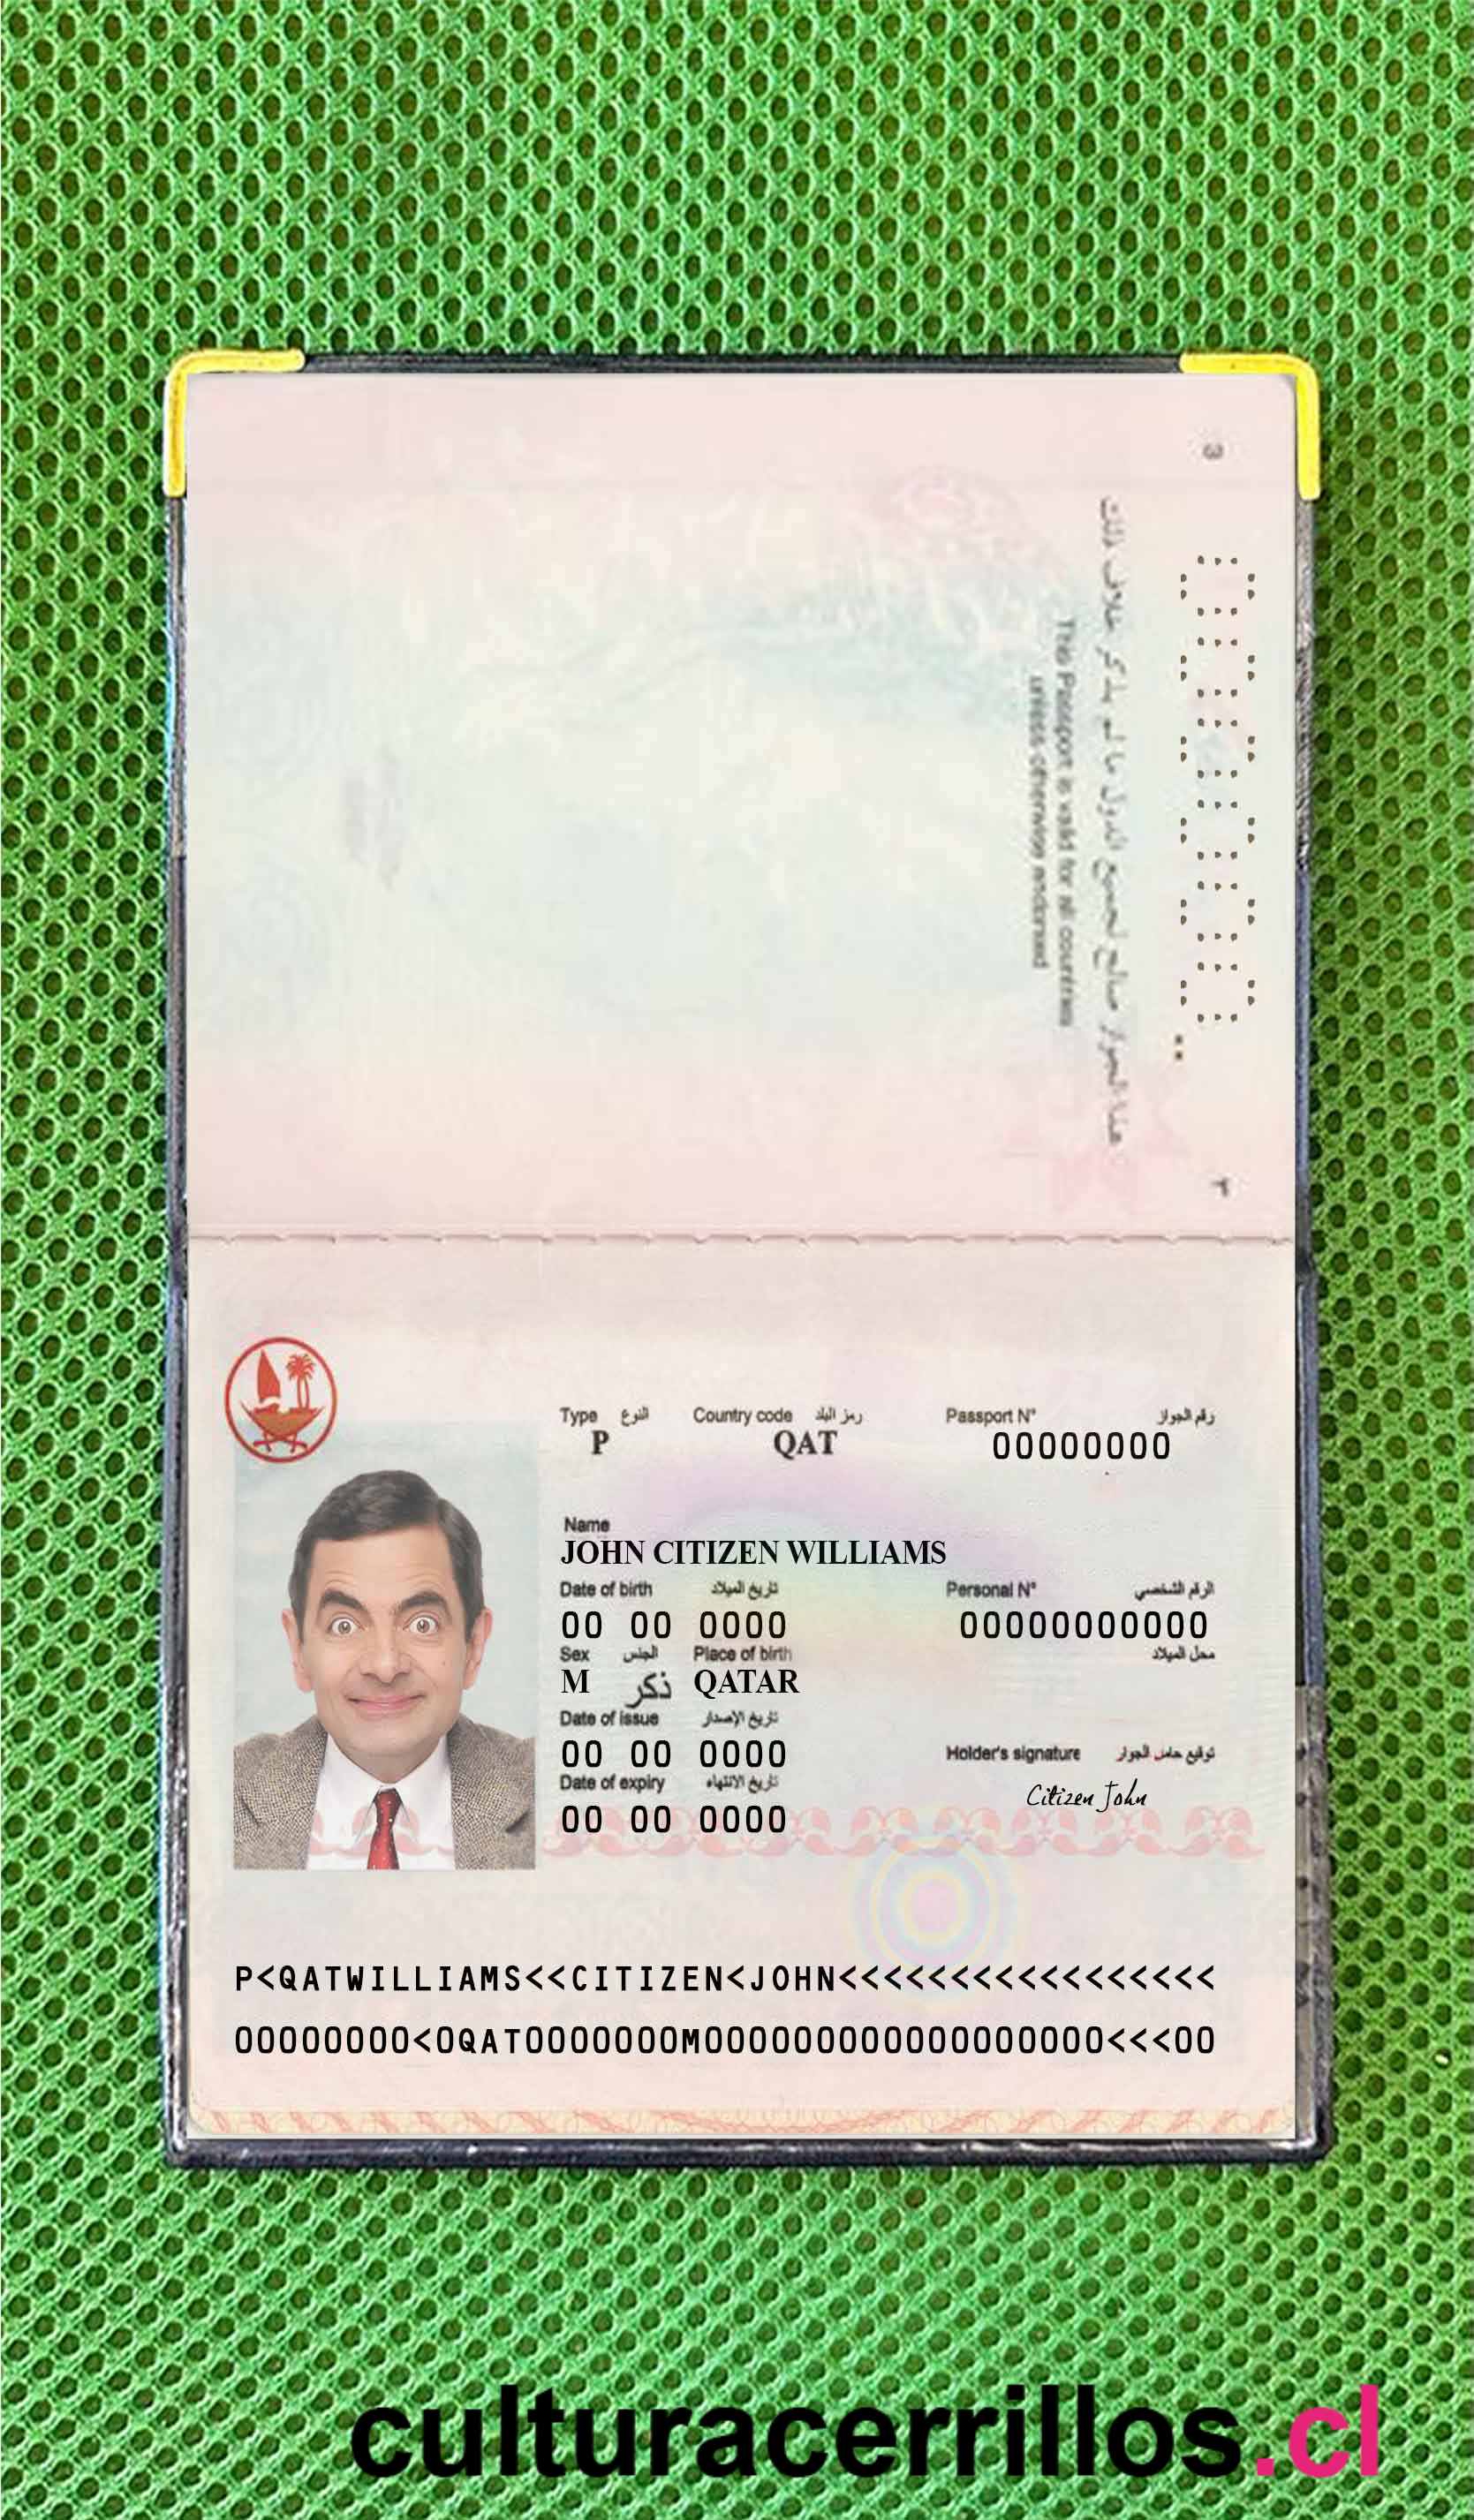 3
هذا الجواز صالح لجميع الدول ما لم يذكر خلاف ذلك
This Passport is valid for all countries
unless otherwise endorsed
٣
Type النوع Country code رمز البلد Passport N° رقم الجواز
P QAT 00000000
Name
JOHN CITIZEN WILLIAMS
Date of birth تاريخ الميلاد Personal N° الرقم الشخصي
00 00 0000 00000000000
Sex الجنس Place of birth محل الميلاد
M ذكر QATAR
Date of issue تاريخ الإصدار
00 00 0000
Holder's signature توقيع حامل الجواز
Date of expiry تاريخ الانتهاء
Citizen John
00 00 0000
P<QATWILLIAMS<<CITIZEN<JOHN<<<<<<<<<<<<<<<<<
00000000<0QAT0000000M000000000000000000<<<00
culturacerrillos.cl